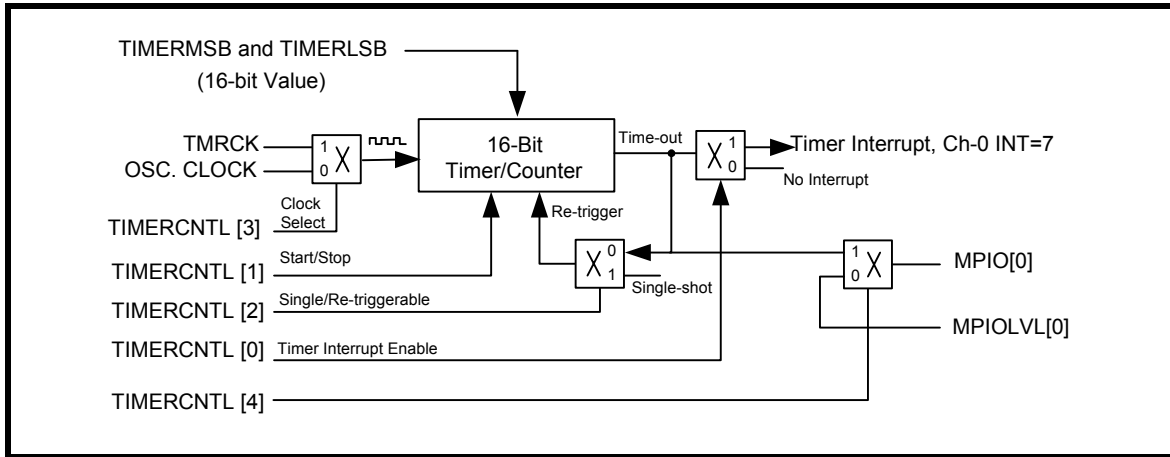 TIMERMSB and TIMERLSB
(16-bit Value)
TMRCK
OSC. CLOCK
1
0
X
16-Bit
Timer/Counter
Time-out
X
1
0
Timer Interrupt, Ch-0 INT=7
No Interrupt
Clock
Select
TIMERCNTL [3]
Re-trigger
TIMERCNTL [1]
Start/Stop
X
0
1
Single-shot
1
0
X
MPIO[0]
TIMERCNTL [2]
Single/Re-triggerable
MPIOLVL[0]
TIMERCNTL [0]
Timer Interrupt Enable
TIMERCNTL [4]